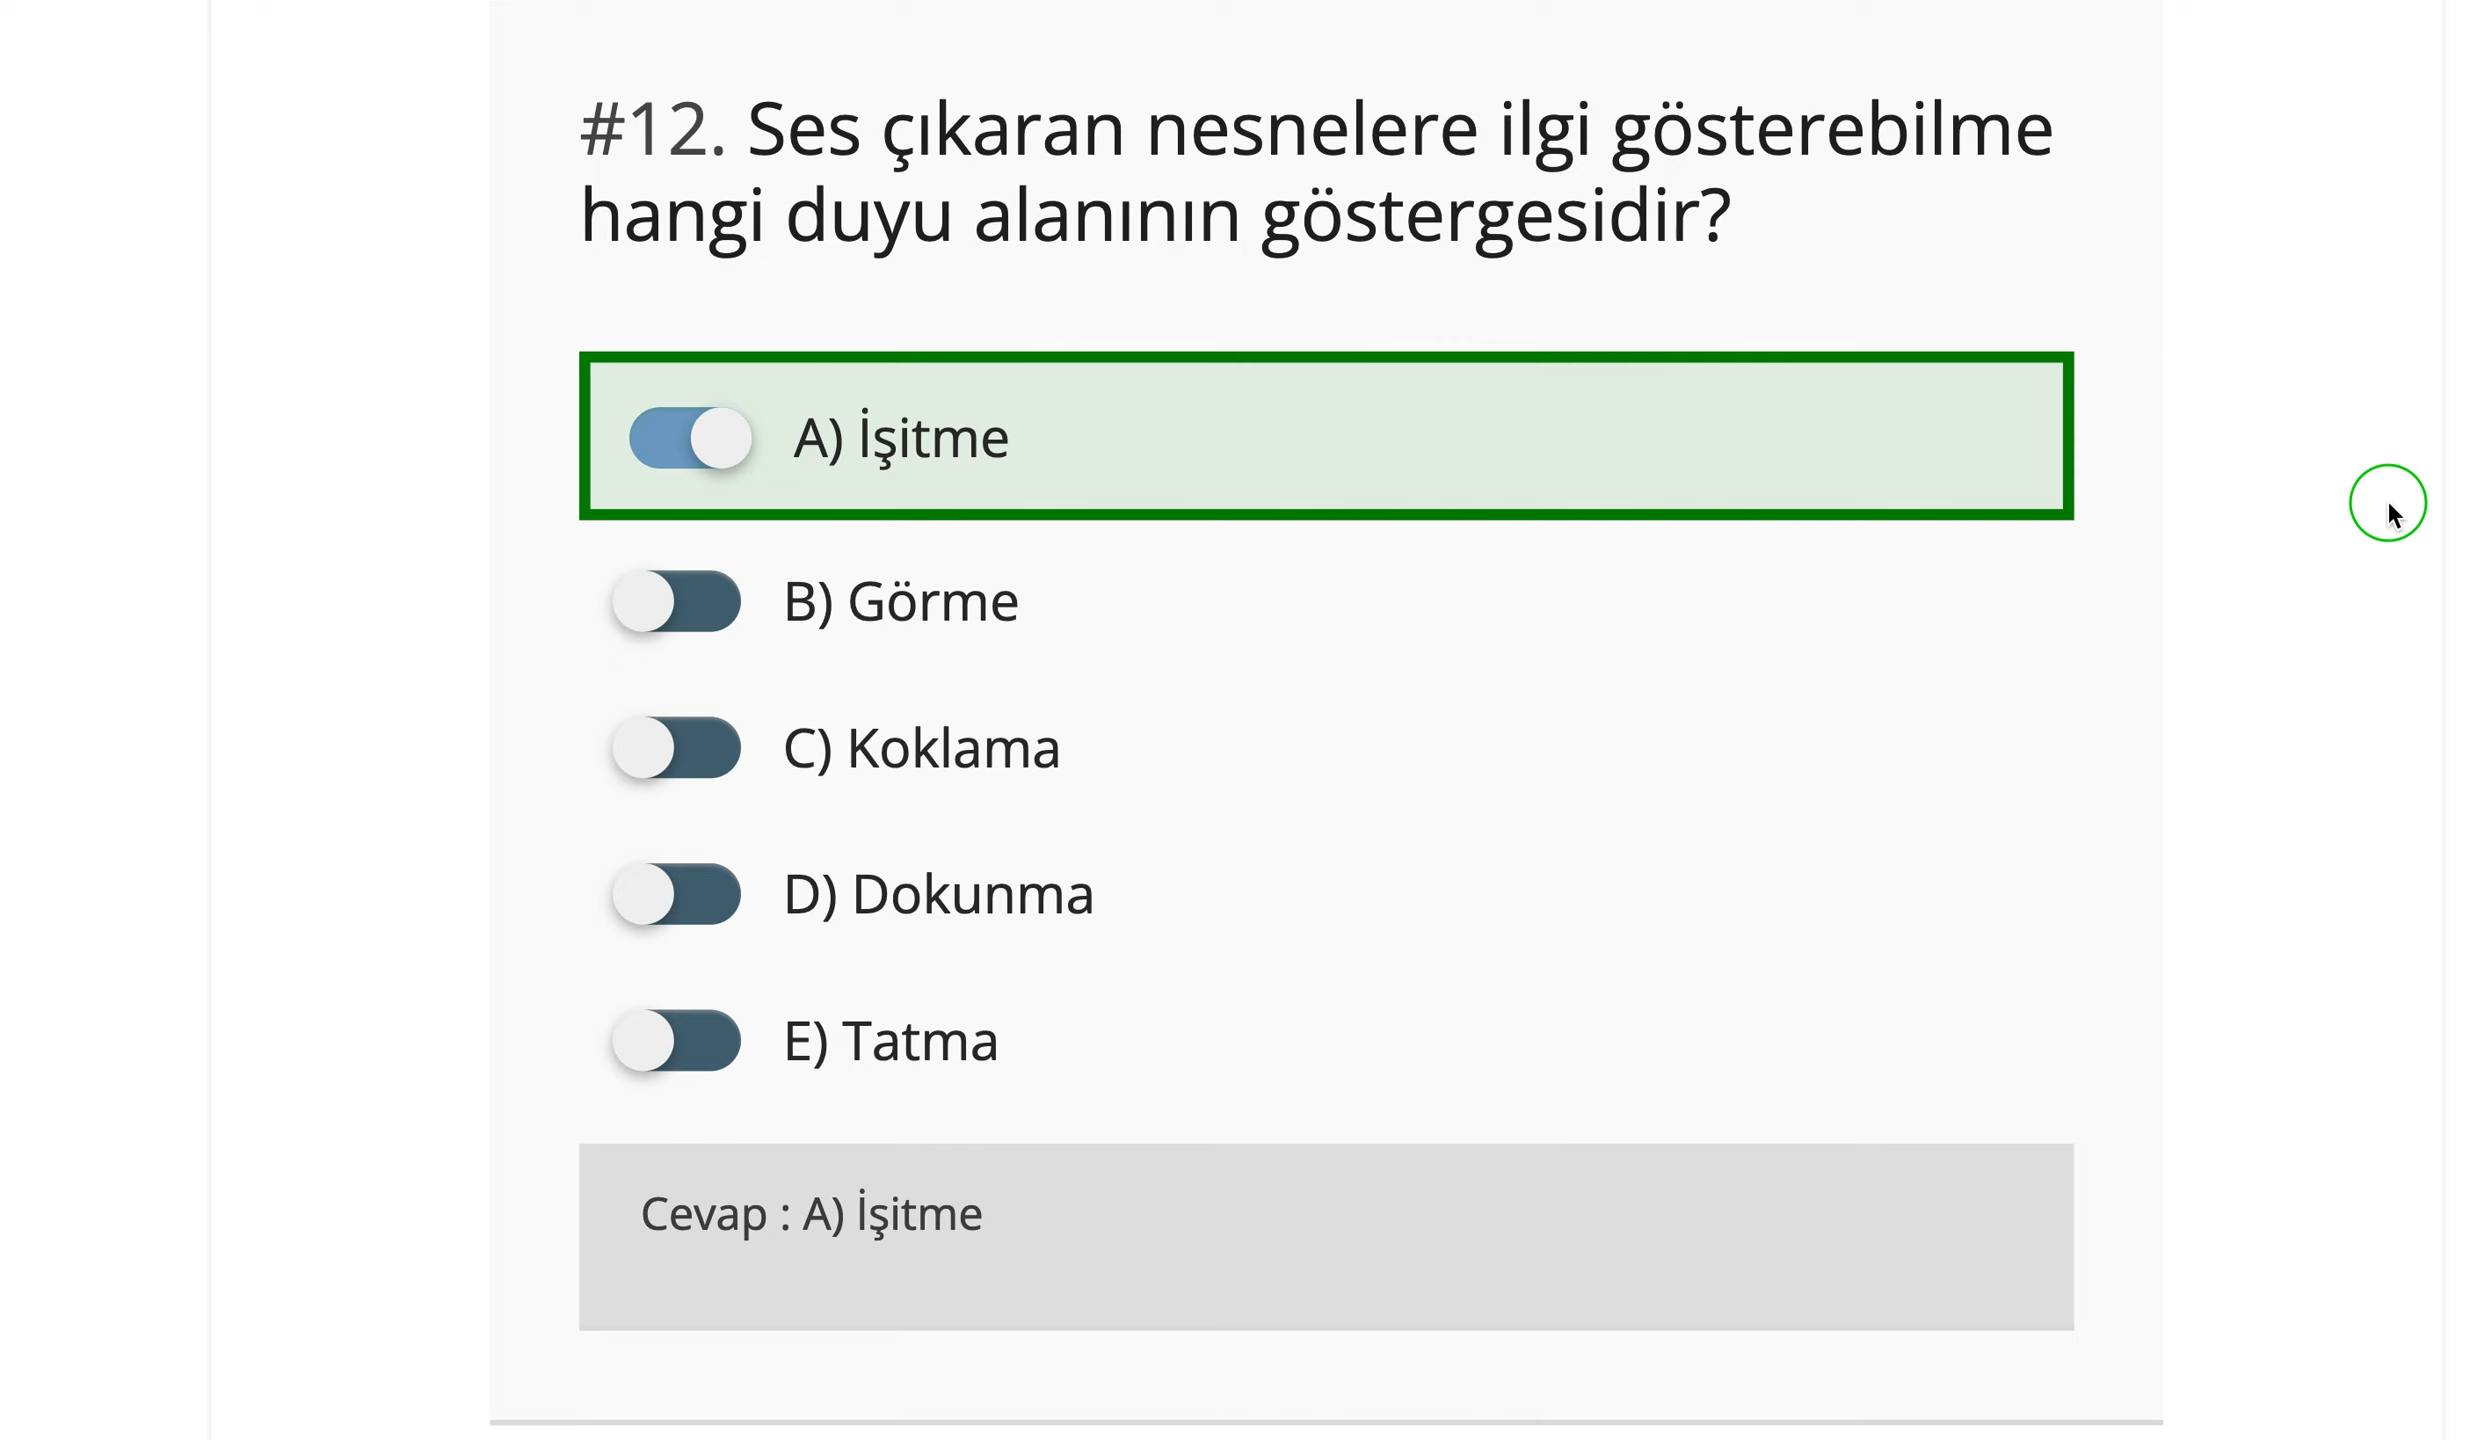 #12. Ses çıkaran nesnelere ilgi gösterebilme
hangi duyu alanının göstergesidir?
A) İşitme
B) Görme
C) Koklama
D) Dokunma
E) Tatma
Cevap : A) İşitme